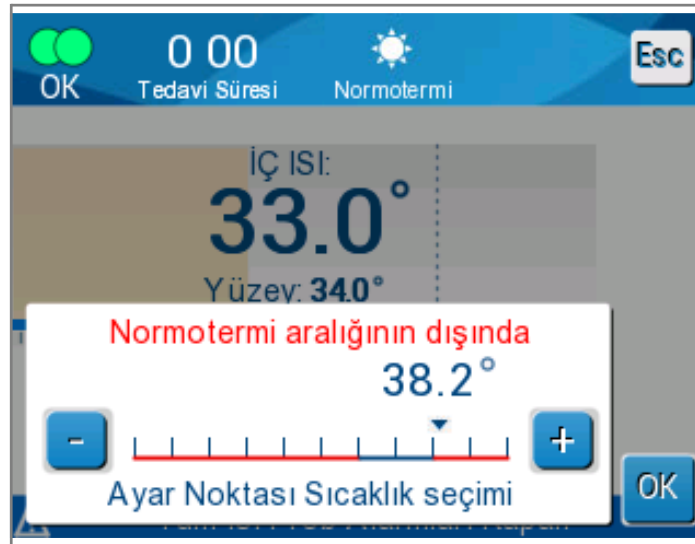 OK
0 00
Tedavi Süresi
Normotermi
Esc
İÇ ISI:
33.0°
Yüzey: 34.0°
Normotermi aralığının dışında
38.2°
-
+
Ayar Noktası Sıcaklık seçimi
OK